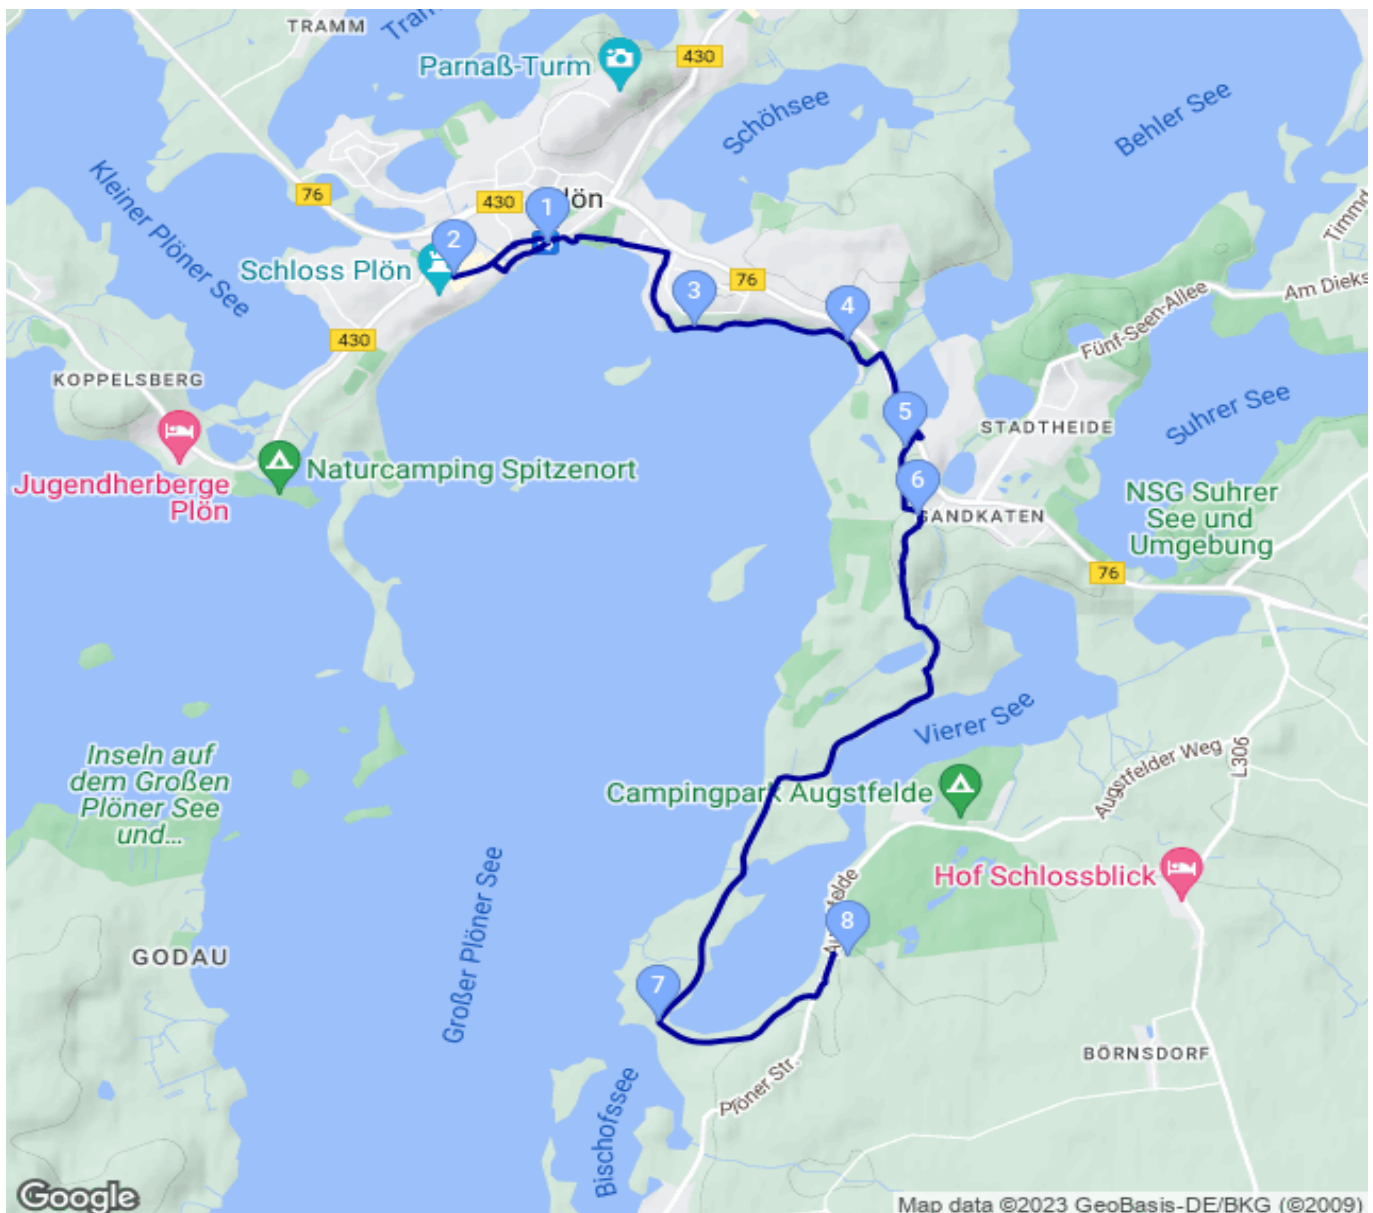 TRAMM
Parnaß-Turm
430
Schöhsee
Behler See
Kleiner Plöner See
76
430
1
2
Schloss Plön
76
3
4
Am Dieks
Fünf-Seen-Allee
430
KOPPELSBERG
5
STADTHEIDE
Suhrer See
Jugendherberge
Plön
Naturcamping Spitzenort
6
SANDKATEN
NSG Suhrer
See und
Umgebung
76
Vierer See
Inseln auf
dem Großen
Plöner See
und...
Campingpark Augstfelde
Augstfelder Weg
L306
Großer Plöner See
Hof Schlossblick
8
GODAU
7
BÖRNSDORF
Plöner Str.
Bischofssee
Google
Map data ©2023 GeoBasis-DE/BKG (©2009)